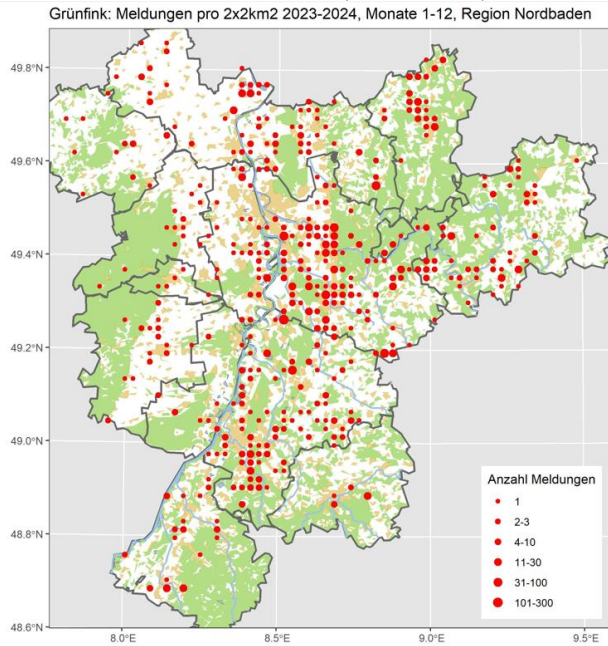 Grünfink: Meldungen pro 2x2km2 2023-2024, Monate 1-12, Region Nordbaden
49.8°N
49.6°N
49.4°N
49.2°N
49.0°N
48.8°N
48.6°N
Anzahl Meldungen
1
2-3
4-10
11-30
31-100
101-300
8.0°E
8.5°E
9.0°E
9.5°E